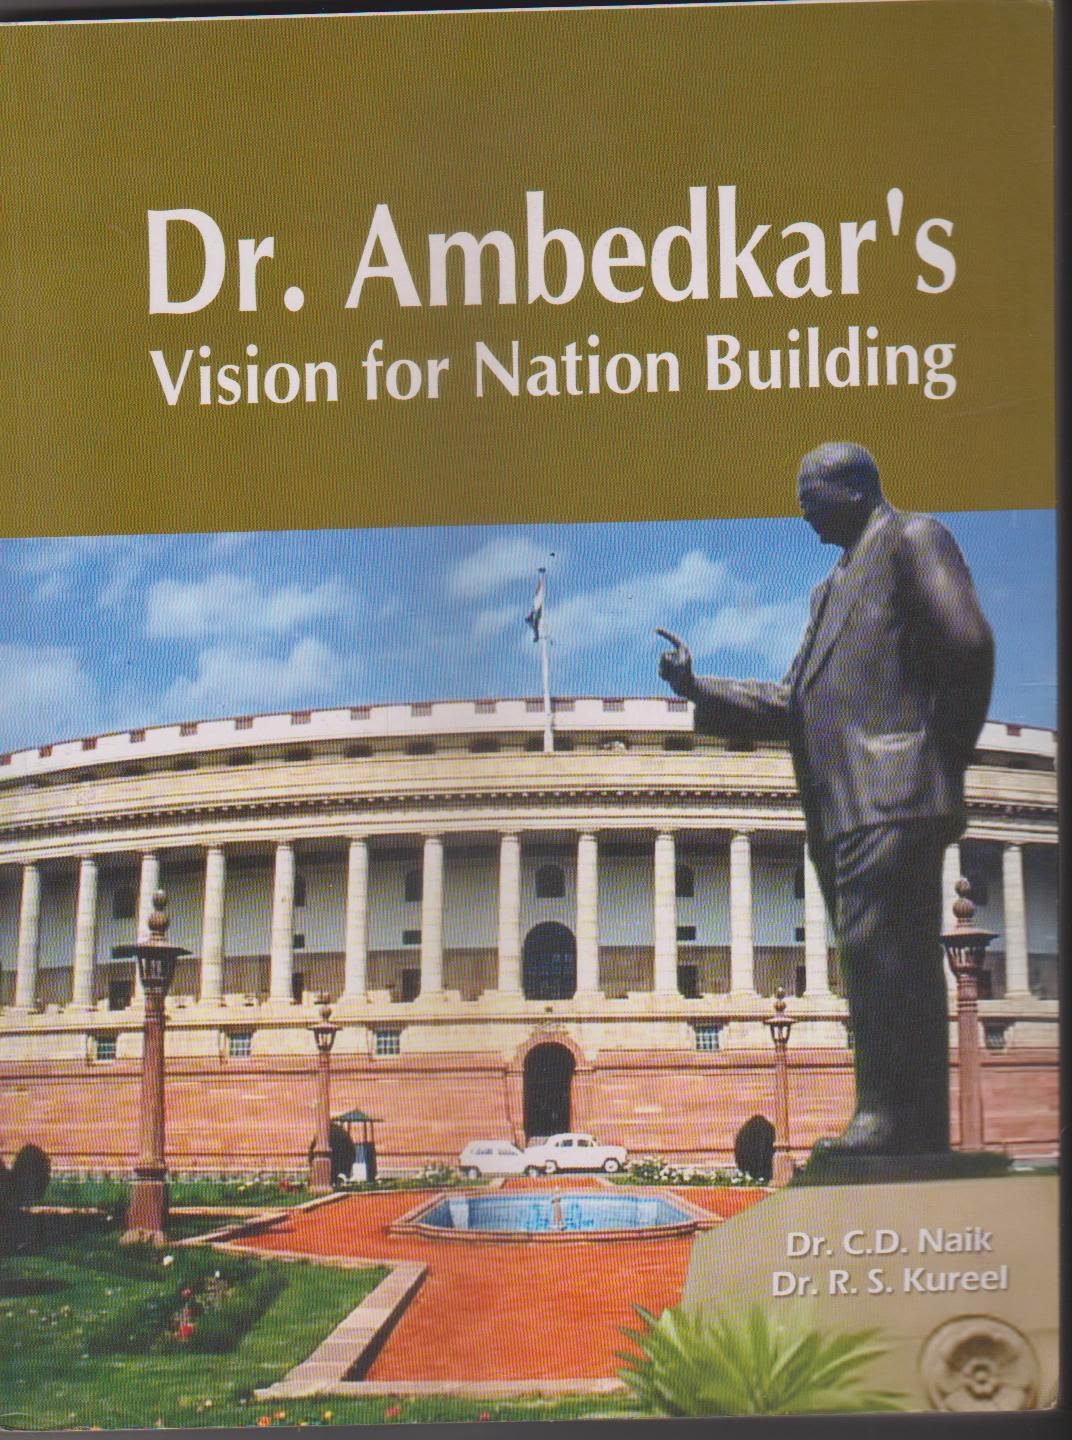 Dr. Ambedkar's
Vision for Nation Building
Dr. C.D. Naik
Dr. R. S. Kureel